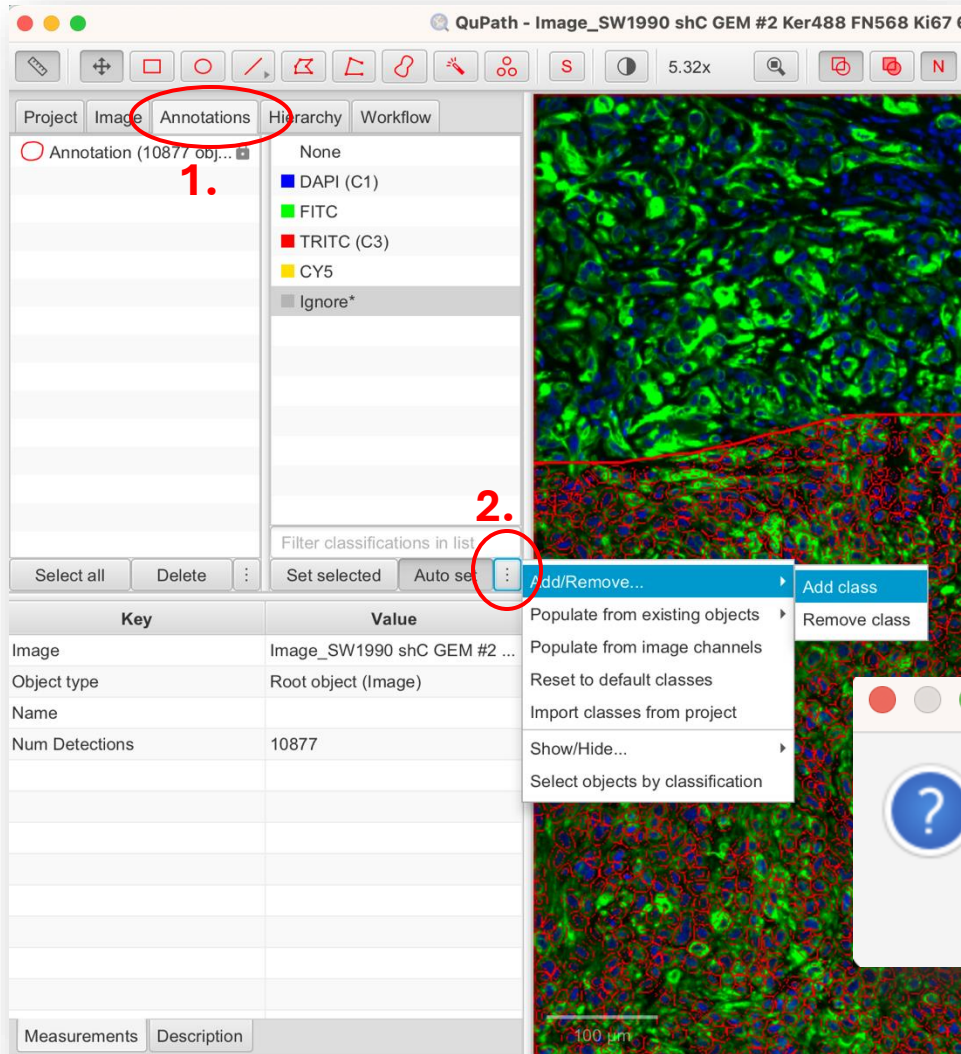 QuPath - Image_SW1990 shC GEM #2 Ker488 FN568 Ki67
S 5.32x N
Project Image Annotations Hierarchy Workflow
1.
Annotation (10877 obj...
None
DAPI (C1)
FITC
TRITC (C3)
CY5
Ignore*
2.
Filter classifications in list
Select all Delete ⋮ Set selected Auto set ⋮
Add/Remove...
Populate from existing objects
Populate from image channels
Reset to default classes
Import classes from project
Show/Hide...
Select objects by classification
Add class
Remove class
Key Value
Image Image_SW1990 shC GEM #2 ...
Object type Root object (Image)
Name
Num Detections 10877
?
100 µm
Measurements Description